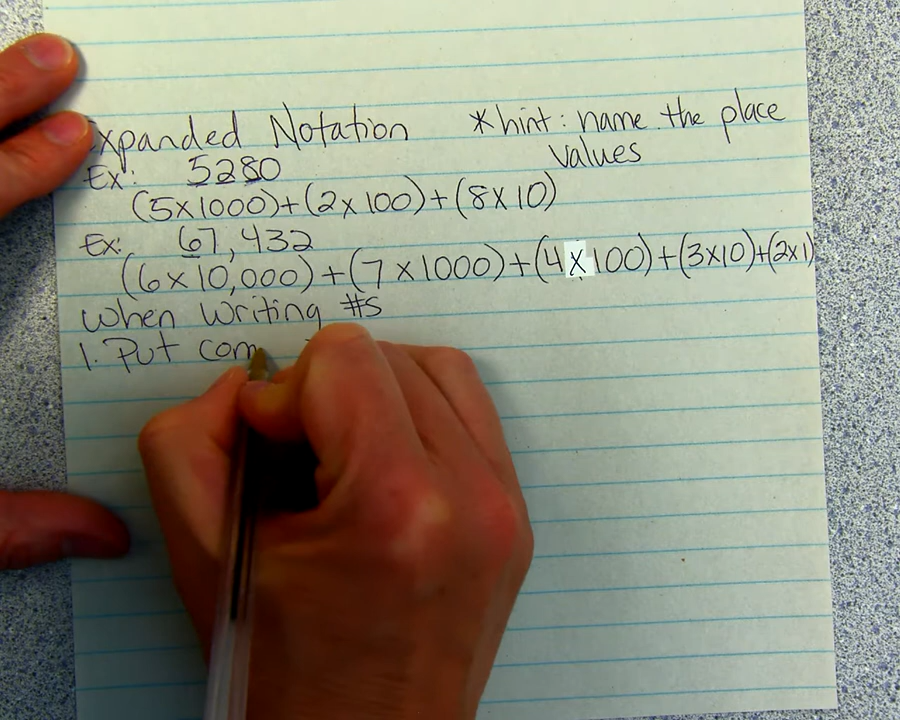 Expanded Notation *hint: name the place values
Ex: 5280
(5x1000)+(2x100)+(8x10)
Ex: 67,432
(6x10,000)+(7x1000)+(4x100)+(3x10)+(2x1)
When writing #s
1. Put com